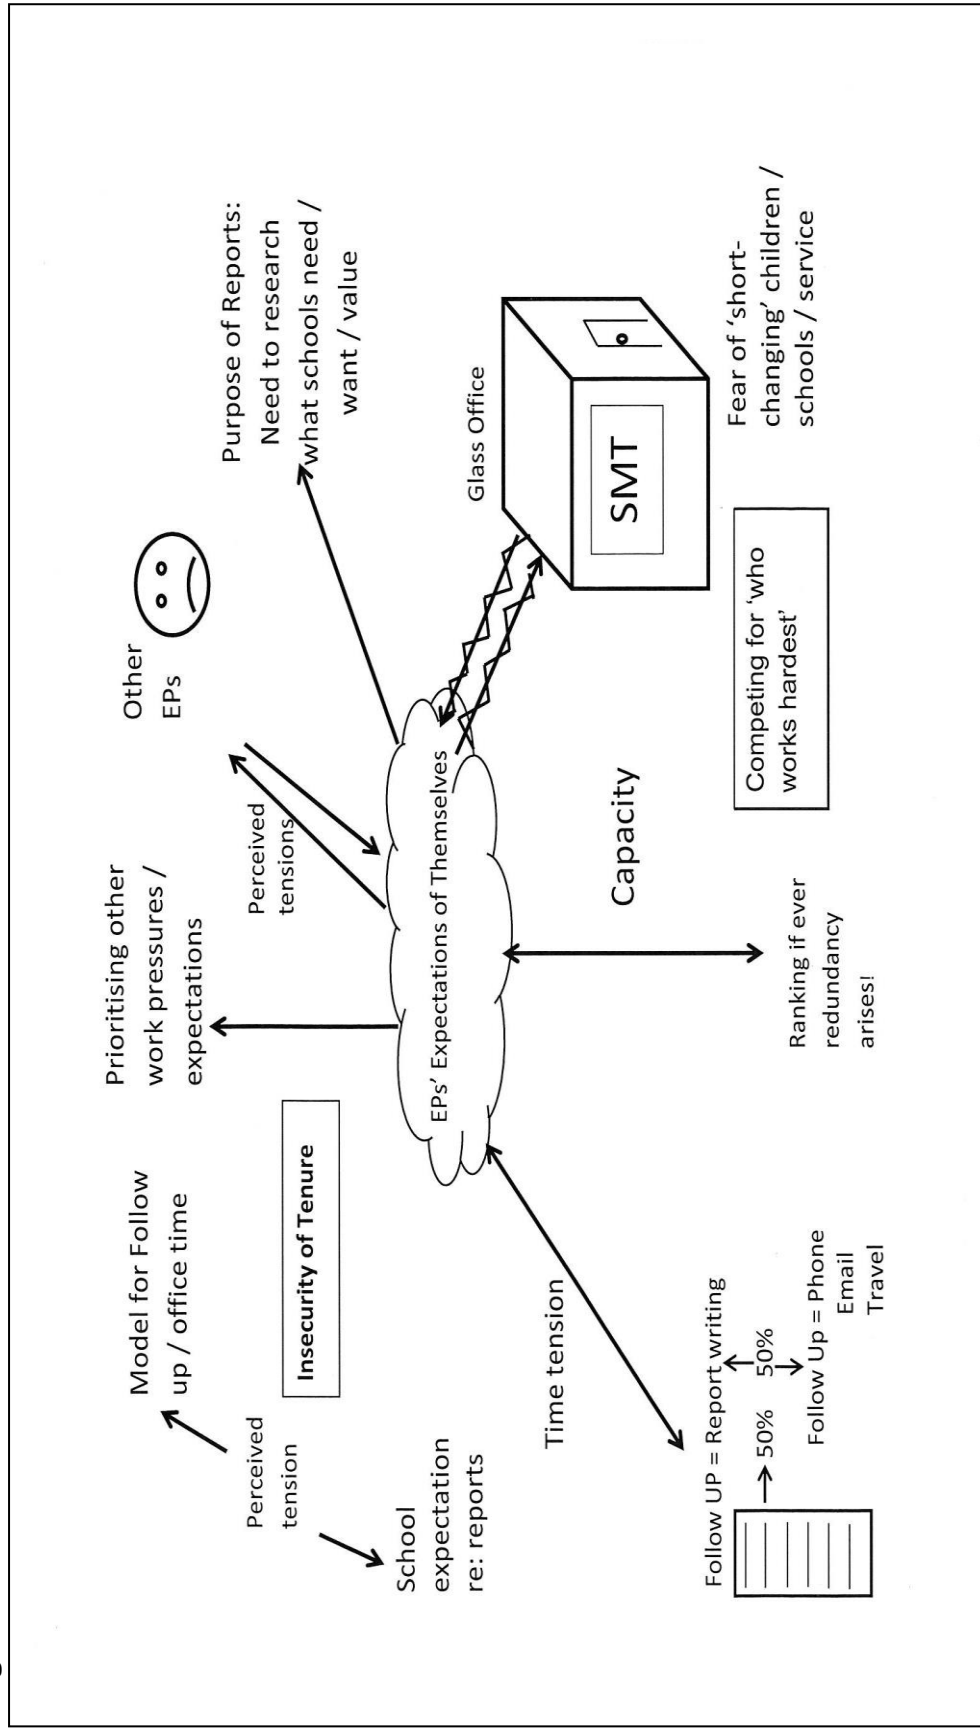 Model for Follow
up / office time
Prioritising other
work pressures /
expectations
Other
EPs
Purpose of Reports:
Need to research
what schools need /
want / value
Perceived
tension
Insecurity of Tenure
Perceived
tensions
School
expectation
re: reports
EPs' Expectations of Themselves
Glass Office
SMT
Time tension
Capacity
Fear of 'short-
changing' children /
schools / service
Competing for 'who
works hardest'
Ranking if ever
redundancy
arises!
Follow UP = Report writing
50% 50%
Follow Up = Phone
Email
Travel